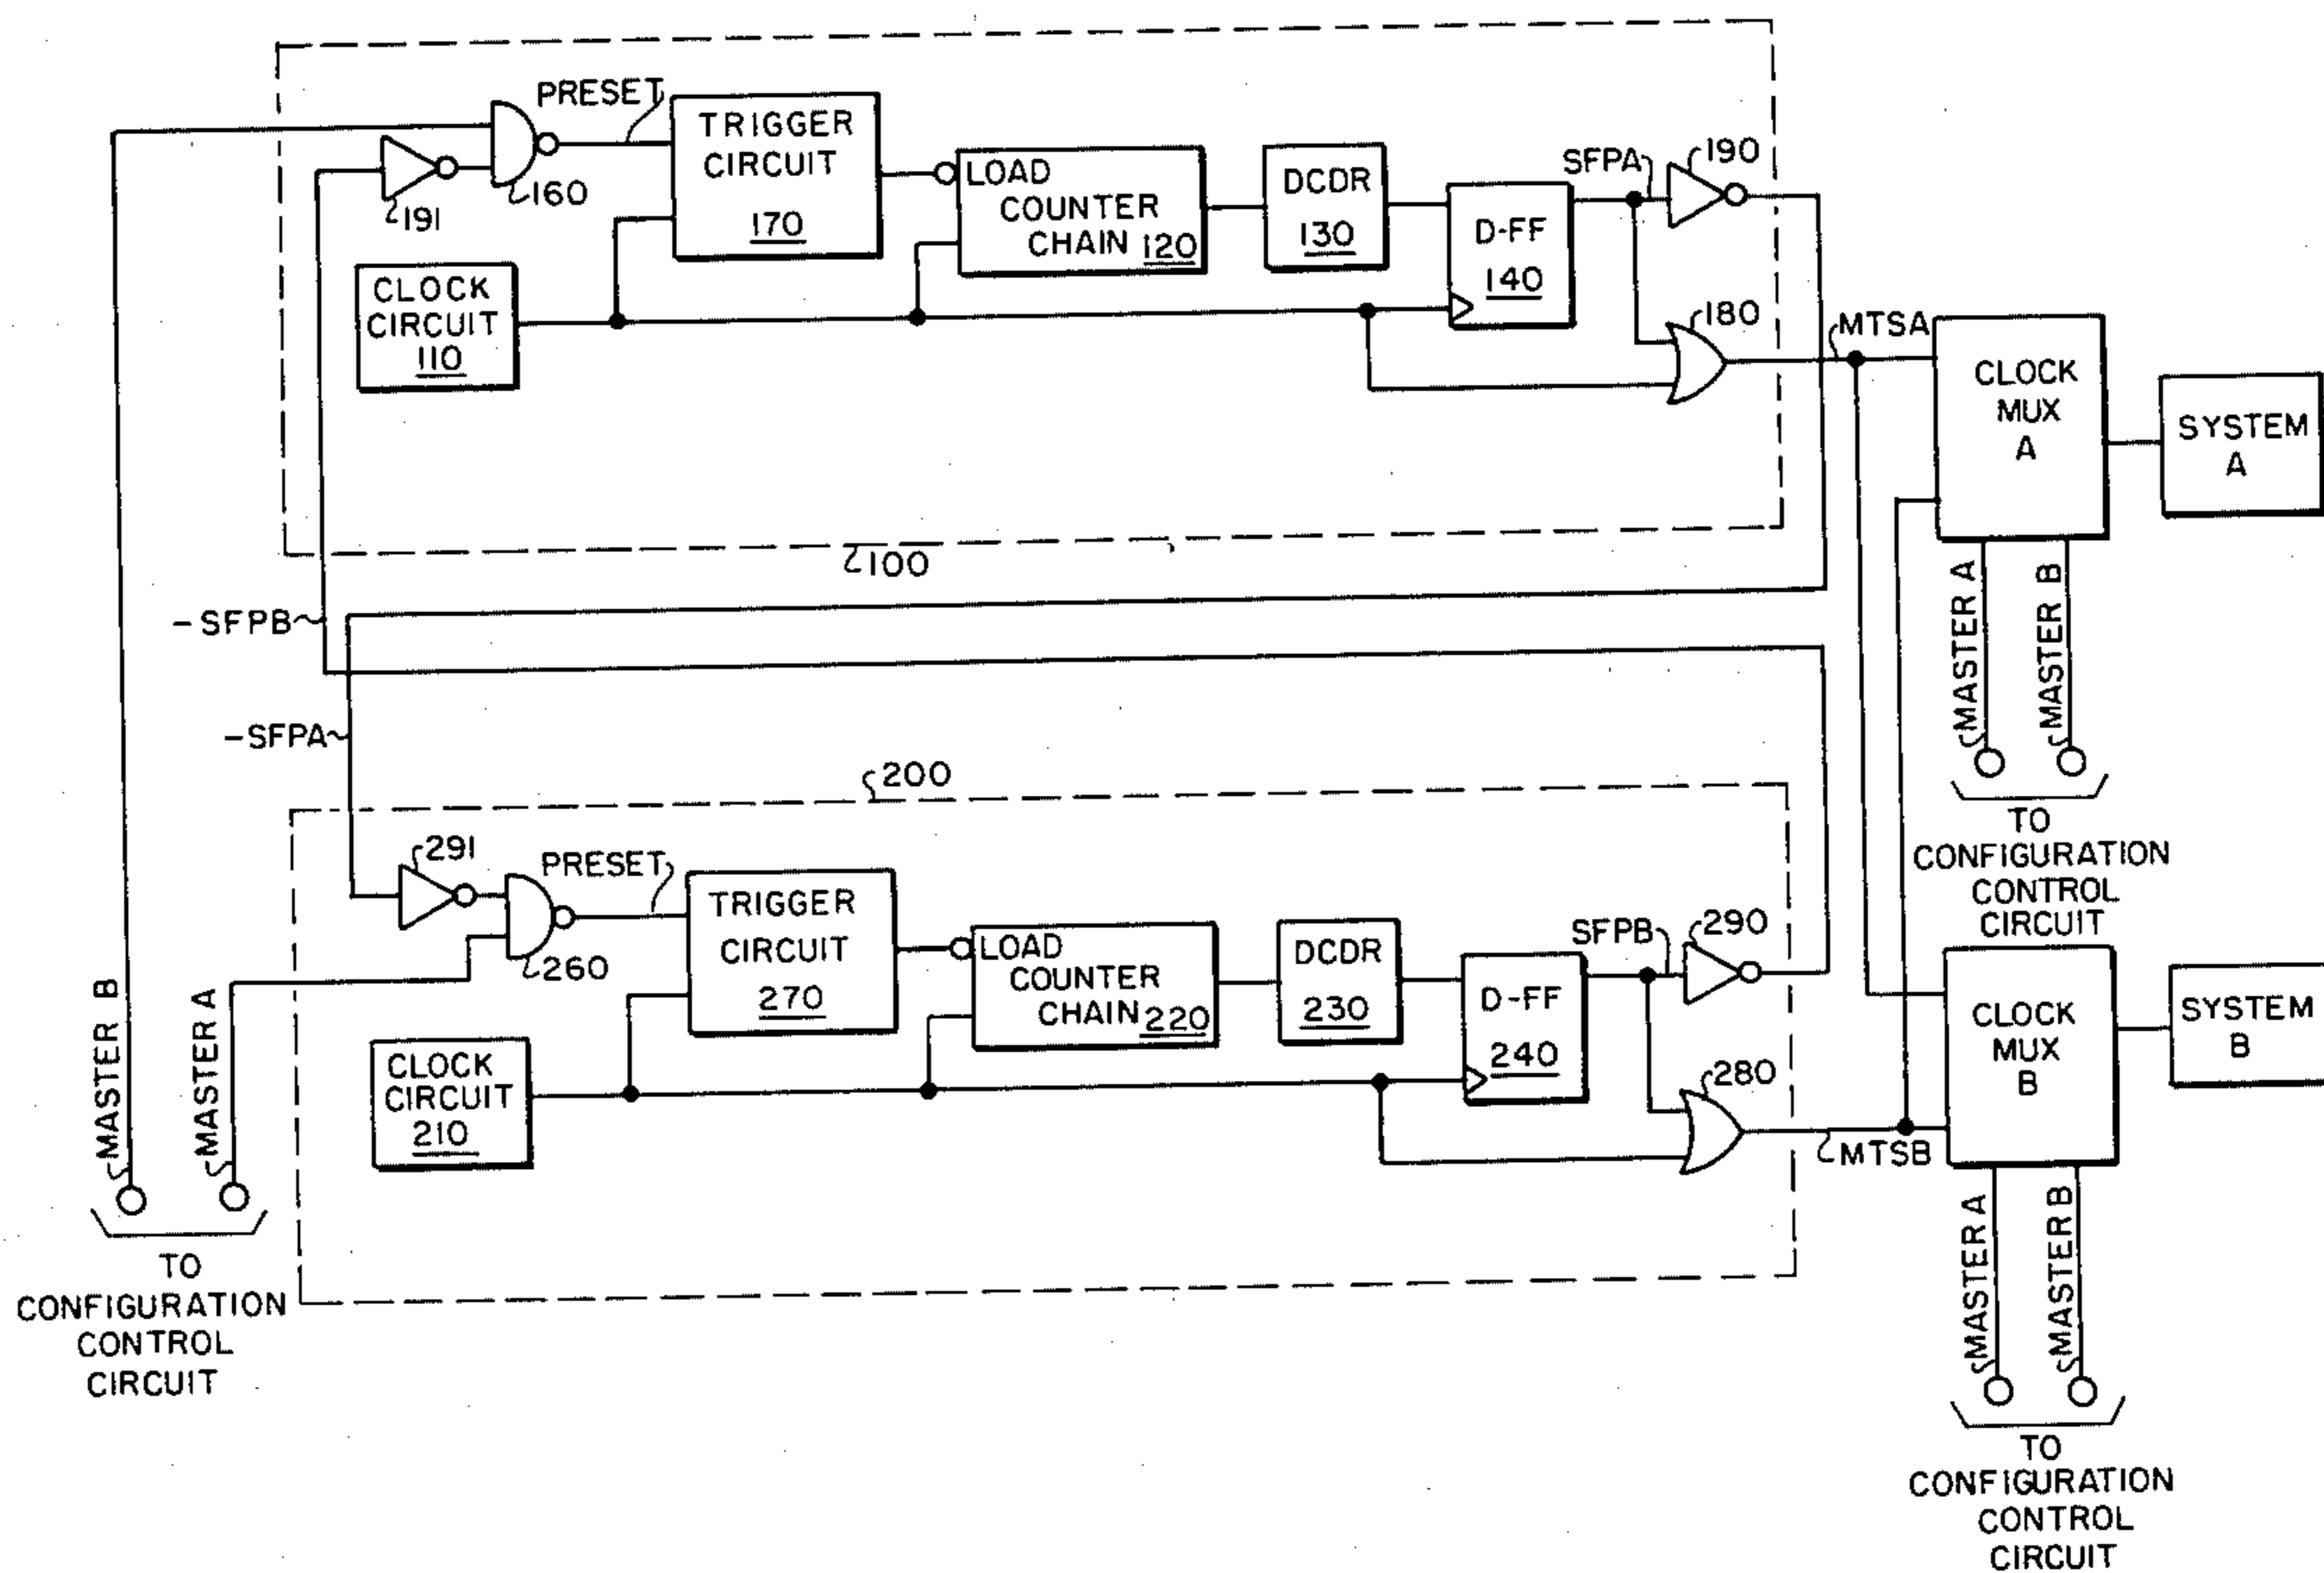 PRESET
TRIGGER
CIRCUIT
170
LOAD
COUNTER
CHAIN 120
DCDR
130
SFPA
190
D-FF
140
191
160
CLOCK
CIRCUIT
110
180
MTSA
CLOCK
MUX
A
SYSTEM
A
100
-SFPB
-SFPA
MASTER A
MASTER B
TO
CONFIGURATION
CONTROL
CIRCUIT
200
291
PRESET
TRIGGER
CIRCUIT
270
LOAD
COUNTER
CHAIN 220
DCDR
230
SFPB
290
D-FF
240
260
CLOCK
CIRCUIT
210
280
MTSB
CLOCK
MUX
B
SYSTEM
B
MASTER B
MASTER A
TO
CONFIGURATION
CONTROL
CIRCUIT
MASTER A
MASTER B
TO
CONFIGURATION
CONTROL
CIRCUIT